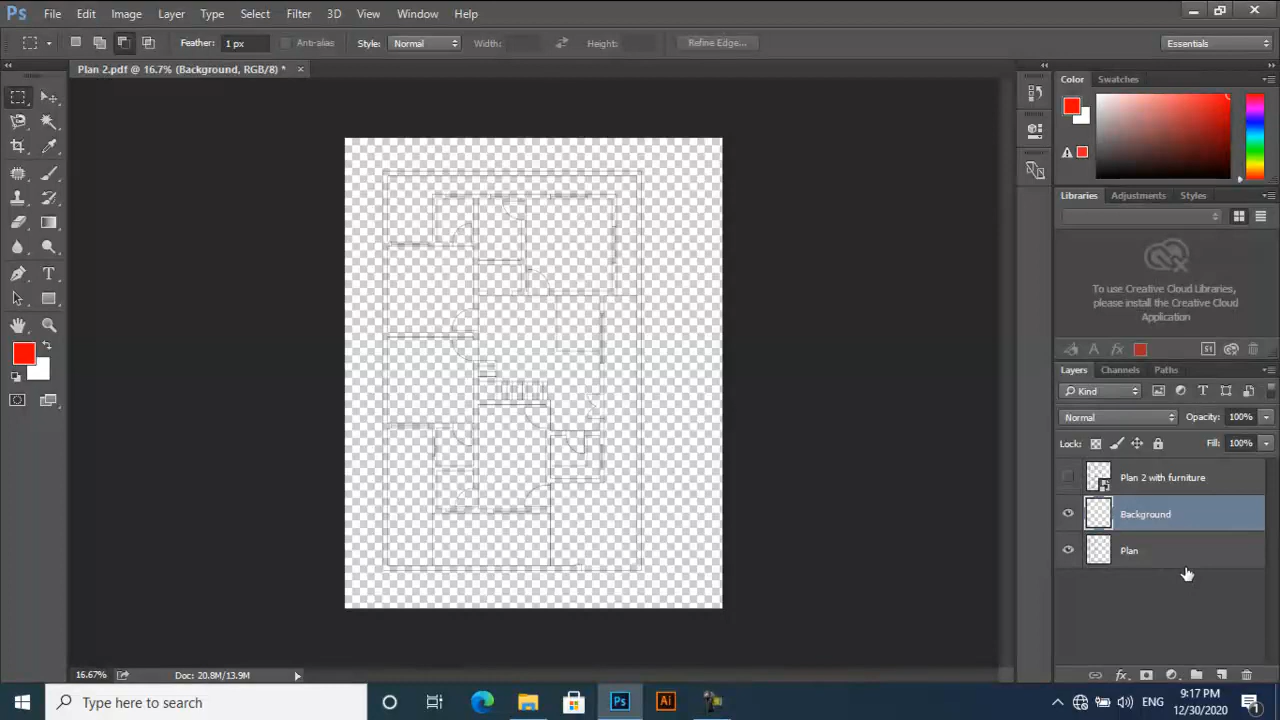 Ps File Edit Image Layer Type Select Filter 3D View Window Help
Feather: 1 px Anti-alias Style: Normal Width: Height: Refine Edge... Essentials
Plan 2.pdf @ 16.7% (Background, RGB/8) *
Color Swatches
Libraries Adjustments Styles
To use Creative Cloud Libraries,
please install the Creative Cloud
Application
Layers Channels Paths
Kind
Normal Opacity: 100%
Lock: Fill: 100%
Plan 2 with furniture
Background
Plan
16.67% Doc: 20.8M/13.9M
Type here to search
Ps
Ai
ENG
9:17 PM
12/30/2020
1